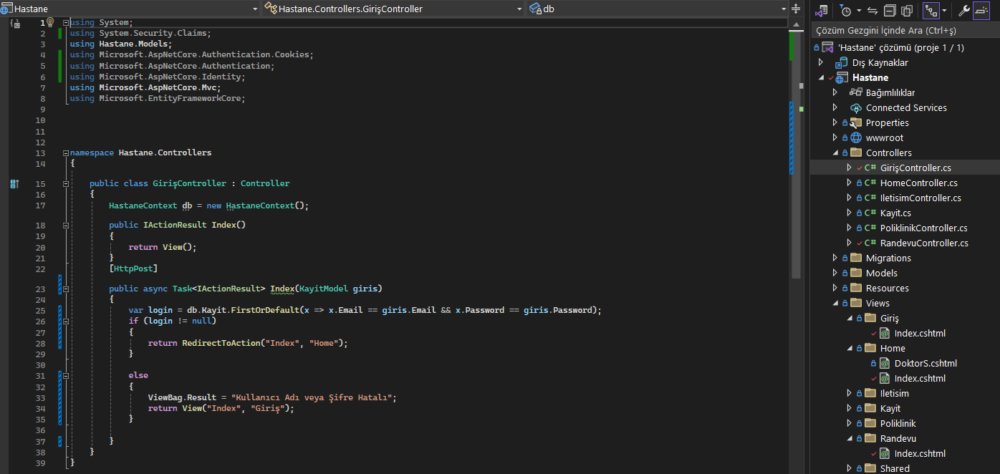 Hastane
Hastane.Controllers.GirişController
db
1 using System;
2 using System.Security.Claims;
3 using Hastane.Models;
4 using Microsoft.AspNetCore.Authentication.Cookies;
5 using Microsoft.AspNetCore.Authentication;
6 using Microsoft.AspNetCore.Identity;
7 using Microsoft.AspNetCore.Mvc;
8 using Microsoft.EntityFrameworkCore;
9
10
11
12
13 namespace Hastane.Controllers
14 {
15 public class GirişController : Controller
16 {
17 HastaneContext db = new HastaneContext();
18 public IActionResult Index()
19 {
20 return View();
21 }
22 [HttpPost]
23 public async Task<IActionResult> Index(KayitModel giris)
24 {
25 var login = db.Kayit.FirstOrDefault(x => x.Email == giris.Email && x.Password == giris.Password);
26 if (login != null)
27 {
28 return RedirectToAction("Index", "Home");
29 }
30
31 else
32 {
33 ViewBag.Result = "Kullanıcı Adı veya Şifre Hatalı";
34 return View("Index", "Giriş");
35 }
36
37 }
38 }
39 }
Çözüm Gezgini İçinde Ara (Ctrl+ş)
'Hastane' çözümü (proje 1 / 1)
Dış Kaynaklar
Hastane
Bağımlılıklar
Connected Services
Properties
wwwroot
Controllers
C# GirişController.cs
C# HomeController.cs
C# IletisimController.cs
C# Kayit.cs
C# PoliklinikController.cs
C# RandevuController.cs
Migrations
Models
Resources
Views
Giriş
Index.cshtml
Home
DoktorS.cshtml
Index.cshtml
Iletisim
Kayit
Poliklinik
Randevu
Index.cshtml
Shared